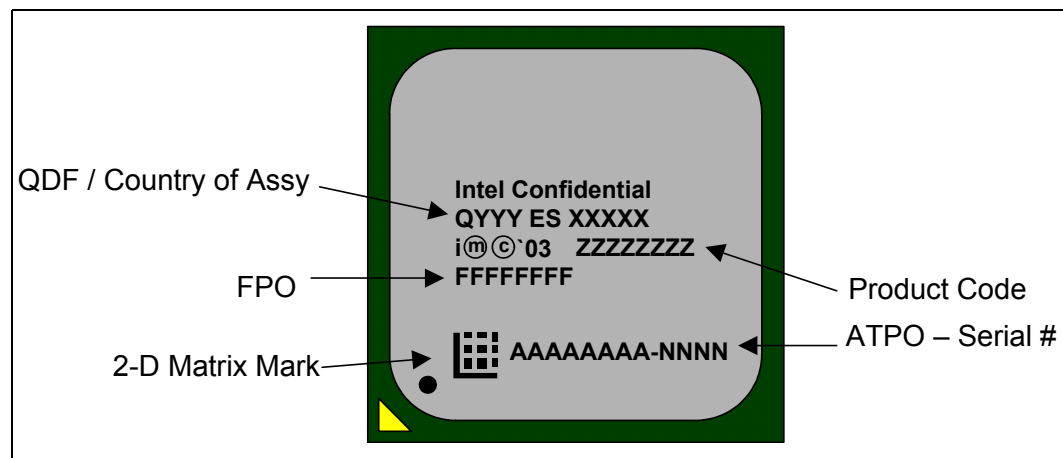 QDF / Country of Assy
Intel Confidential
QYYY ES XXXXX
iⓜⓒ`03 ZZZZZZZZ
FPO
FFFFFFFF
Product Code
ATPO – Serial #
2-D Matrix Mark
AAAAAAAA-NNNN